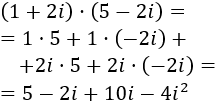 (1 + 2i) · (5 − 2i) =
= 1 · 5 + 1 · (−2i) +
+2i · 5 + 2i · (−2i) =
= 5 − 2i + 10i − 4i²